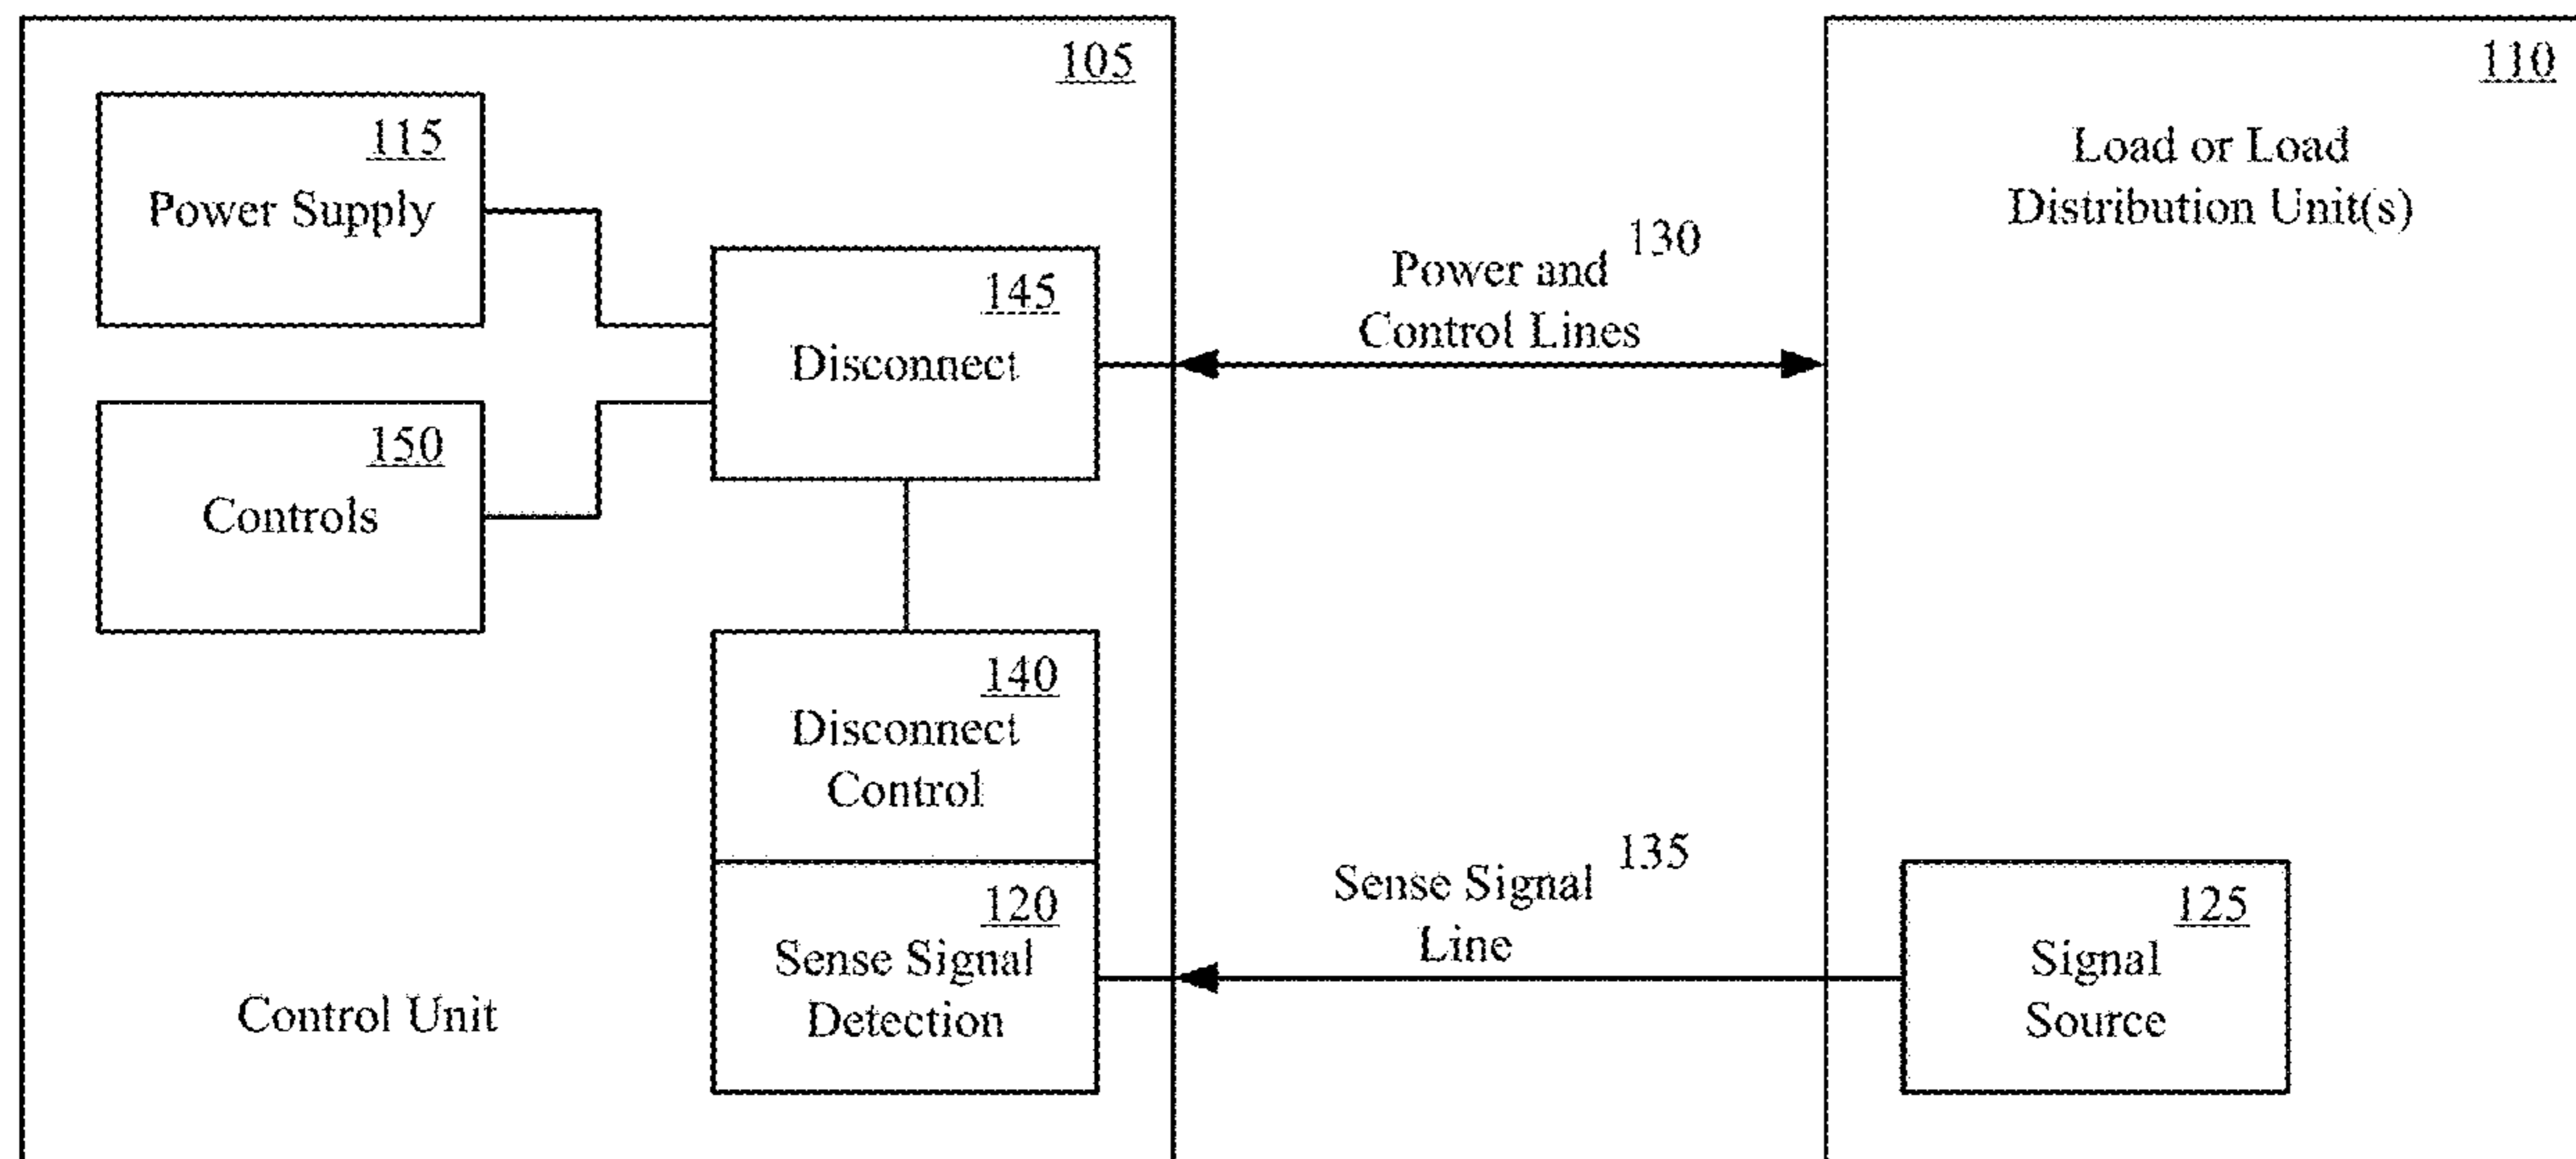 105
115
Power Supply
145
Disconnect
150
Controls
140
Disconnect
Control
120
Sense Signal
Detection
Control Unit
130
Power and
Control Lines
135
Sense Signal
Line
110
Load or Load
Distribution Unit(s)
125
Signal
Source